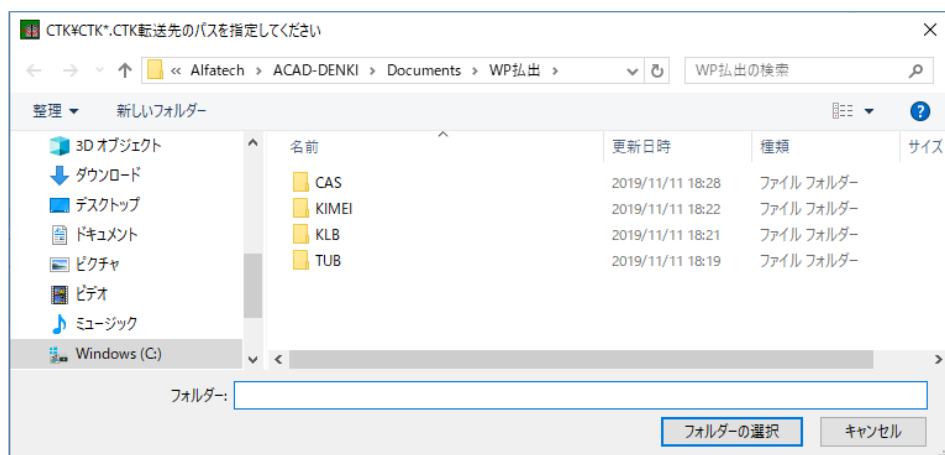 CTK¥CTK*.CTK転送先のパスを指定してください
« Alfatech › ACAD-DENKI › Documents › WP払出 › WP払出の検索
整理 新しいフォルダー
名前 更新日時 種類 サイズ
3D オブジェクト
ダウンロード
デスクトップ
ドキュメント
ピクチャ
ビデオ
ミュージック
Windows (C:)
CAS 2019/11/11 18:28 ファイル フォルダー
KIMEI 2019/11/11 18:22 ファイル フォルダー
KLB 2019/11/11 18:21 ファイル フォルダー
TUB 2019/11/11 18:19 ファイル フォルダー
フォルダー:
フォルダーの選択 キャンセル